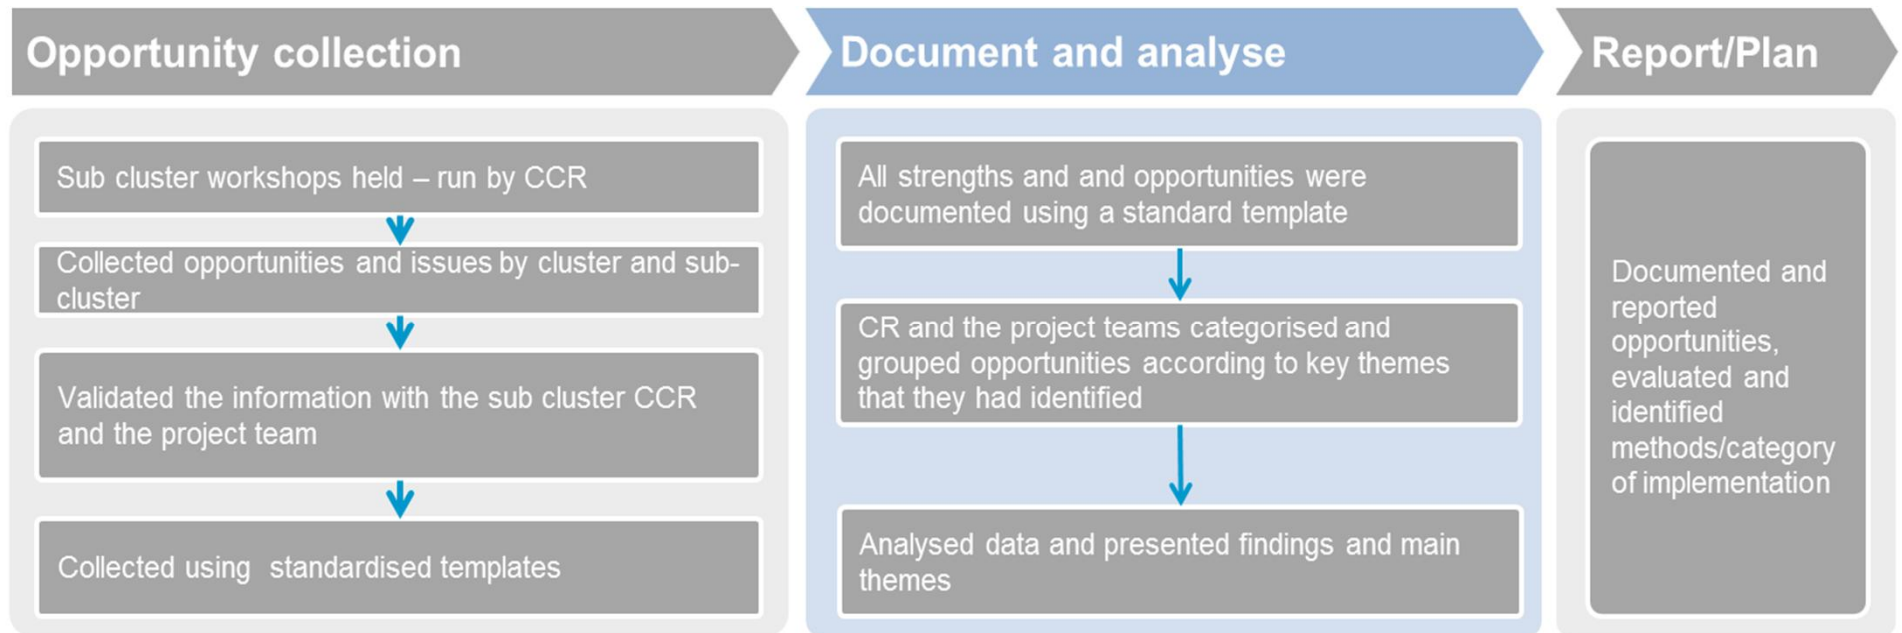 Opportunity collection
Sub cluster workshops held – run by CCR
Collected opportunities and issues by cluster and sub-
cluster
Validated the information with the sub cluster CCR
and the project team
Collected using standardised templates
Document and analyse
All strengths and and opportunities were
documented using a standard template
CR and the project teams categorised and
grouped opportunities according to key themes
that they had identified
Analysed data and presented findings and main
themes
Report/Plan
Documented and
reported
opportunities,
evaluated and
identified
methods/category
of implementation